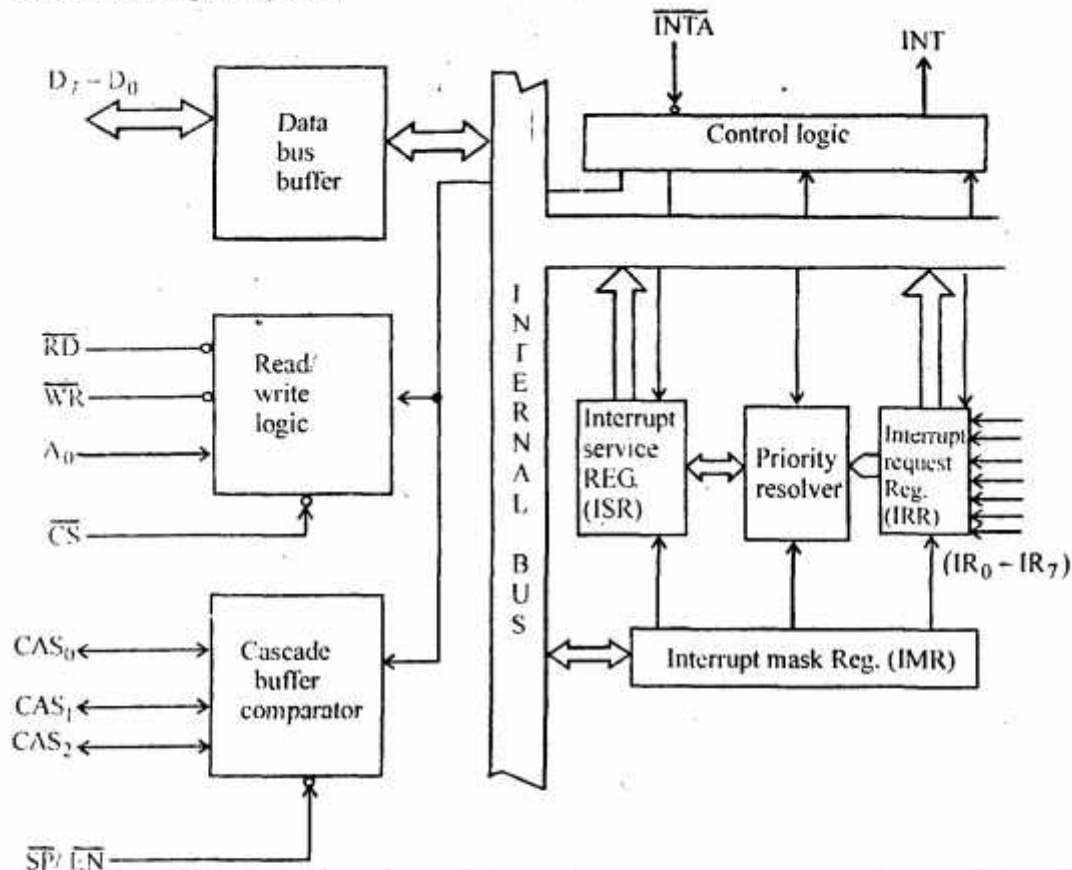 INTA
INT
D7 – D0
Data
bus
buffer
Control logic
RD
WR
A0
CS
Read/
write
logic
INTERNAL BUS
Interrupt
service
REG.
(ISR)
Priority
resolver
Interrupt
request
Reg.
(IRR)
(IR0 – IR7)
CAS0
CAS1
CAS2
Cascade
buffer
comparator
Interrupt mask Reg. (IMR)
SP/ EN